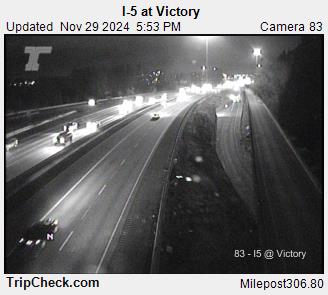 I-5 at Victory
Updated Nov 29 2024 5:53 PM Camera 83
N
83 - I5 @ Victory
TripCheck.com Milepost306.80